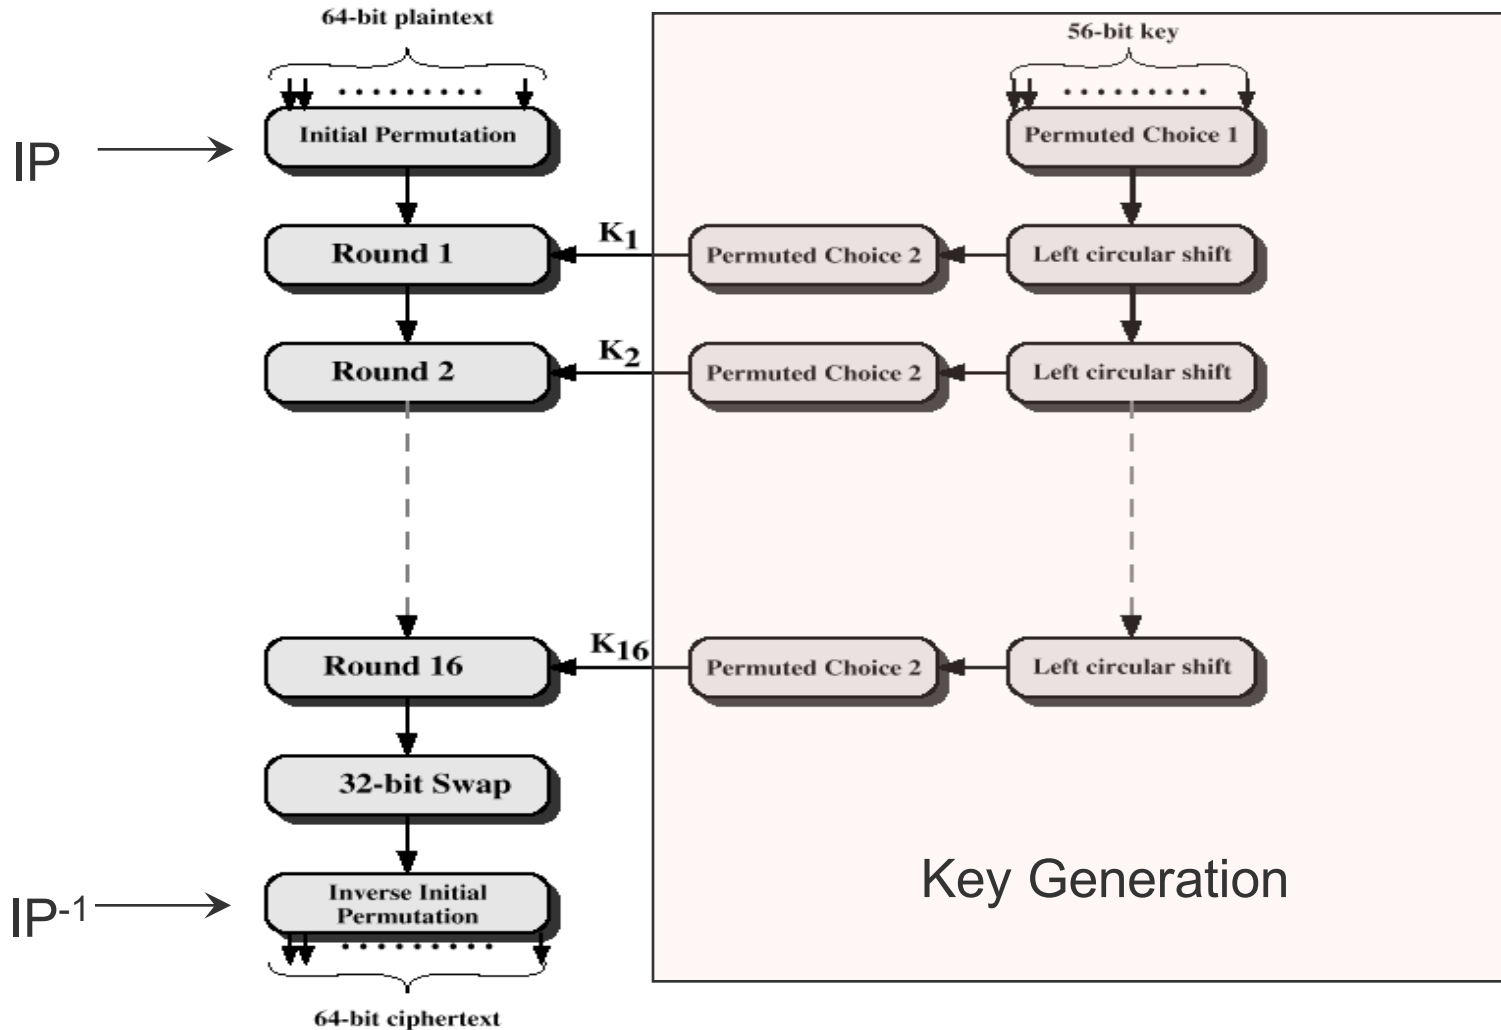 64-bit plaintext
56-bit key
IP
Initial Permutation
Permuted Choice 1
K1
Round 1
Permuted Choice 2
Left circular shift
K2
Round 2
Permuted Choice 2
Left circular shift
K16
Round 16
Permuted Choice 2
Left circular shift
32-bit Swap
Key Generation
IP-1
Inverse Initial
Permutation
64-bit ciphertext